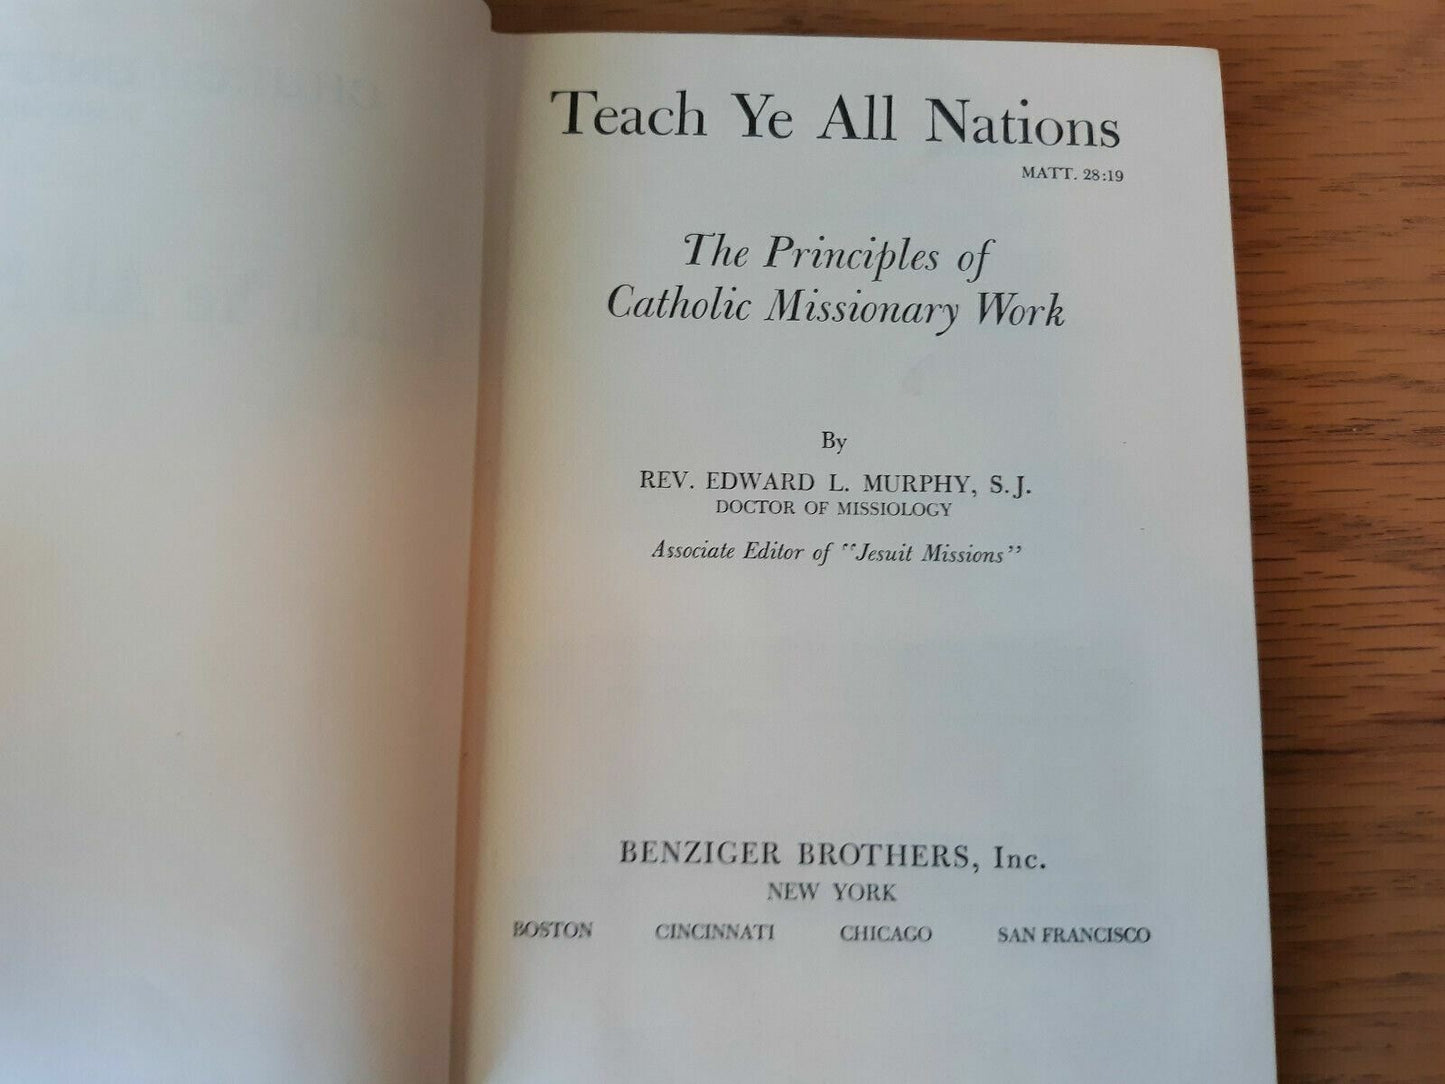 Teach Ye All Nations
MATT. 28:19
The Principles of
Catholic Missionary Work
By
REV. EDWARD L. MURPHY, S.J.
DOCTOR OF MISSIOLOGY
Associate Editor of "Jesuit Missions"
BENZIGER BROTHERS, Inc.
NEW YORK
BOSTON CINCINNATI CHICAGO SAN FRANCISCO